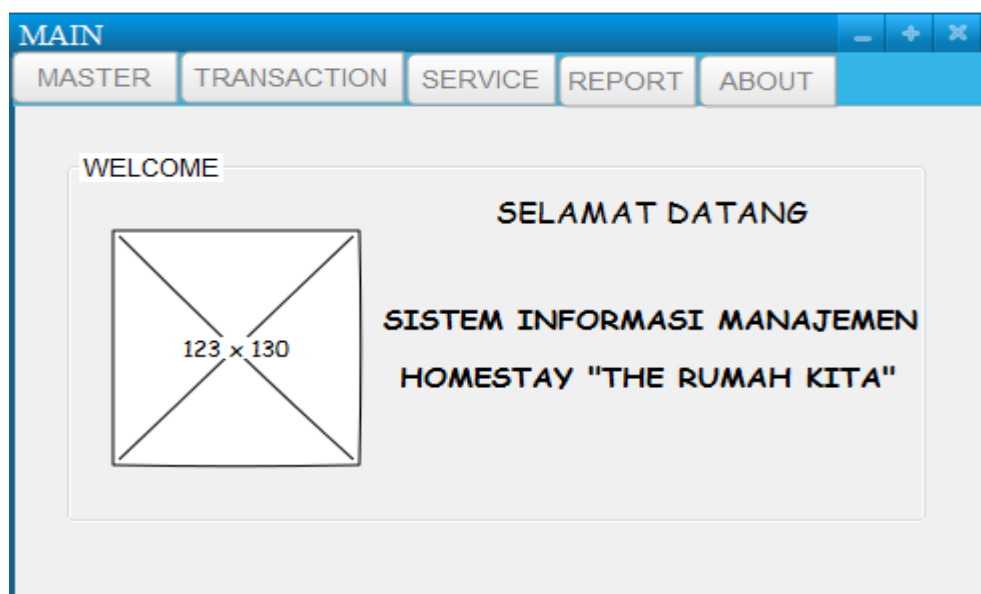 MAIN
MASTER TRANSACTION SERVICE REPORT ABOUT
WELCOME
SELAMAT DATANG
SISTEM INFORMASI MANAJEMEN
123 x 130
HOMESTAY "THE RUMAH KITA"